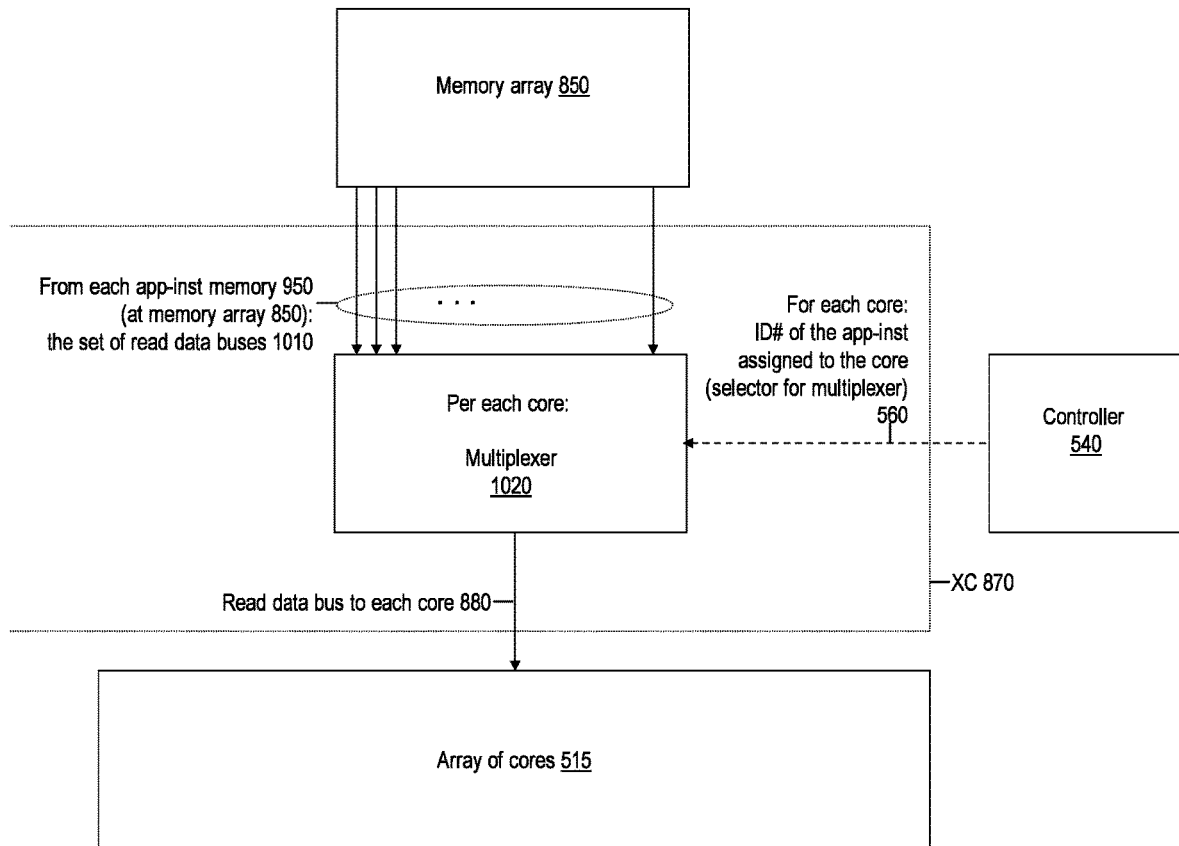 Memory array 850
From each app-inst memory 950
(at memory array 850):
the set of read data buses 1010
. . .
For each core:
ID# of the app-inst
assigned to the core
(selector for multiplexer)
560
Per each core:
Multiplexer
1020
Controller
540
Read data bus to each core 880
XC 870
Array of cores 515